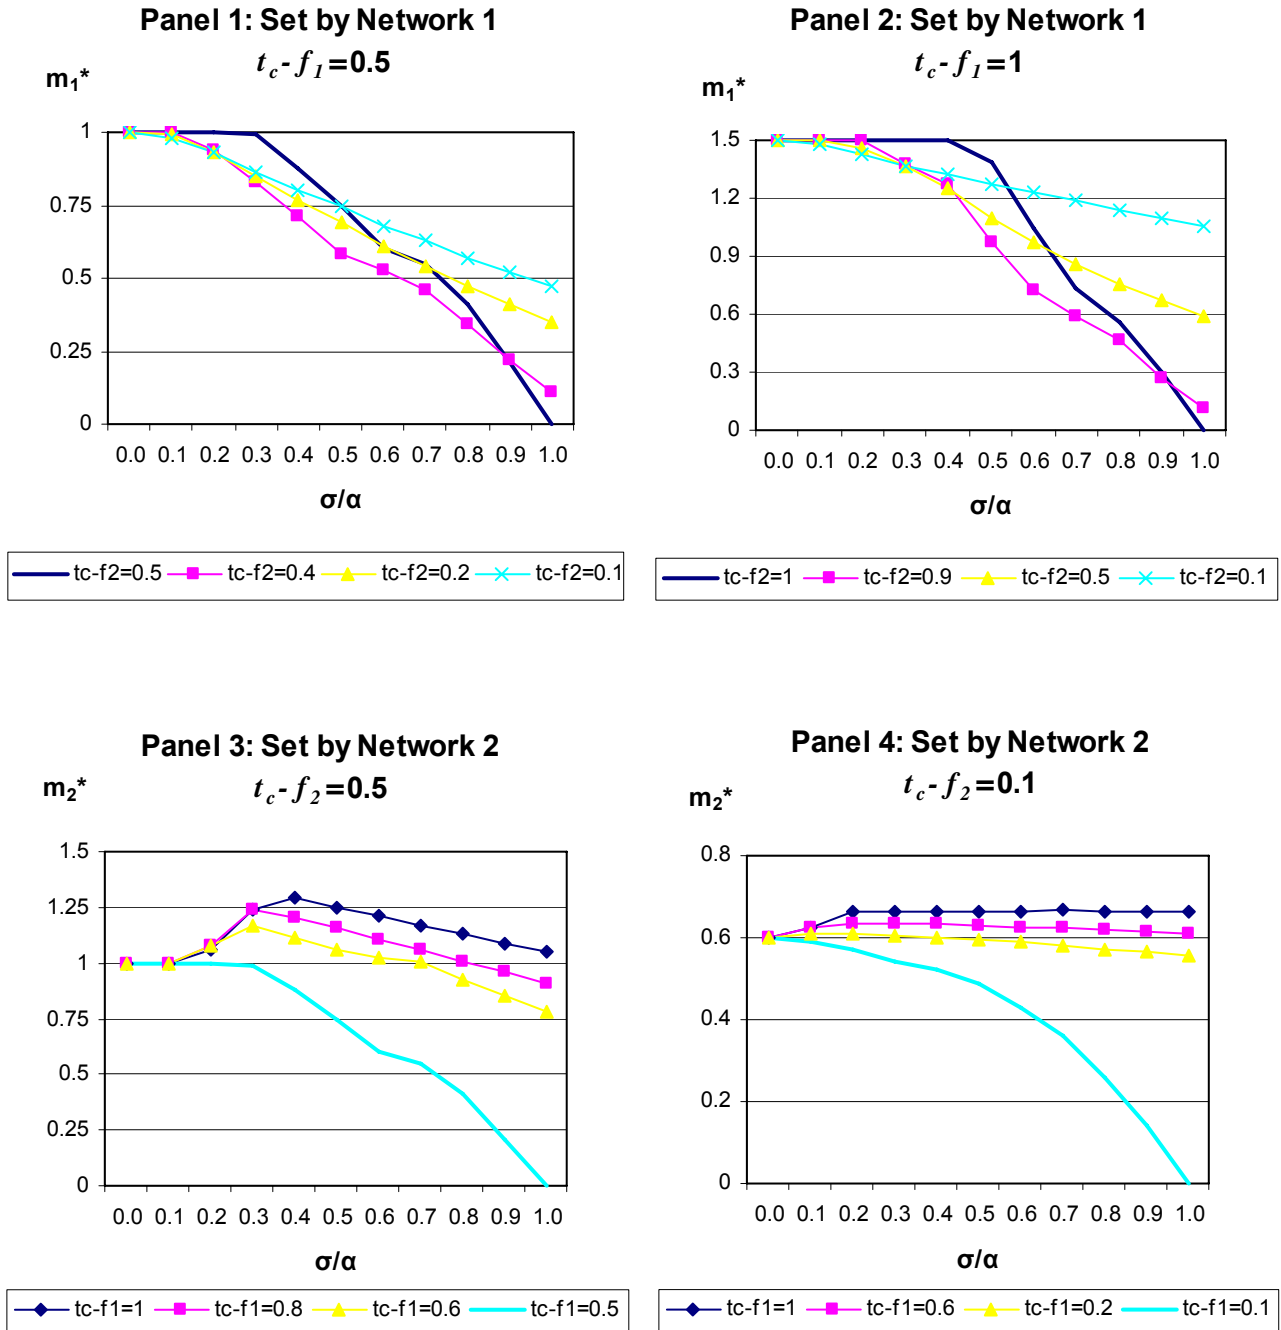 Panel 1: Set by Network 1
t_c - f_1 = 0.5
m₁*
1
0.75
0.5
0.25
0
0.0 0.1 0.2 0.3 0.4 0.5 0.6 0.7 0.8 0.9 1.0
σ/α
tc-f2=0.5 tc-f2=0.4 tc-f2=0.2 tc-f2=0.1
Panel 2: Set by Network 1
t_c - f_1 = 1
m₁*
1.5
1.2
0.9
0.6
0.3
0
0.0 0.1 0.2 0.3 0.4 0.5 0.6 0.7 0.8 0.9 1.0
σ/α
tc-f2=1 tc-f2=0.9 tc-f2=0.5 tc-f2=0.1
Panel 3: Set by Network 2
t_c - f_2 = 0.5
m₂*
1.5
1.25
1
0.75
0.5
0.25
0
0.0 0.1 0.2 0.3 0.4 0.5 0.6 0.7 0.8 0.9 1.0
σ/α
tc-f1=1 tc-f1=0.8 tc-f1=0.6 tc-f1=0.5
Panel 4: Set by Network 2
t_c - f_2 = 0.1
m₂*
0.8
0.6
0.4
0.2
0
0.0 0.1 0.2 0.3 0.4 0.5 0.6 0.7 0.8 0.9 1.0
σ/α
tc-f1=1 tc-f1=0.6 tc-f1=0.2 tc-f1=0.1